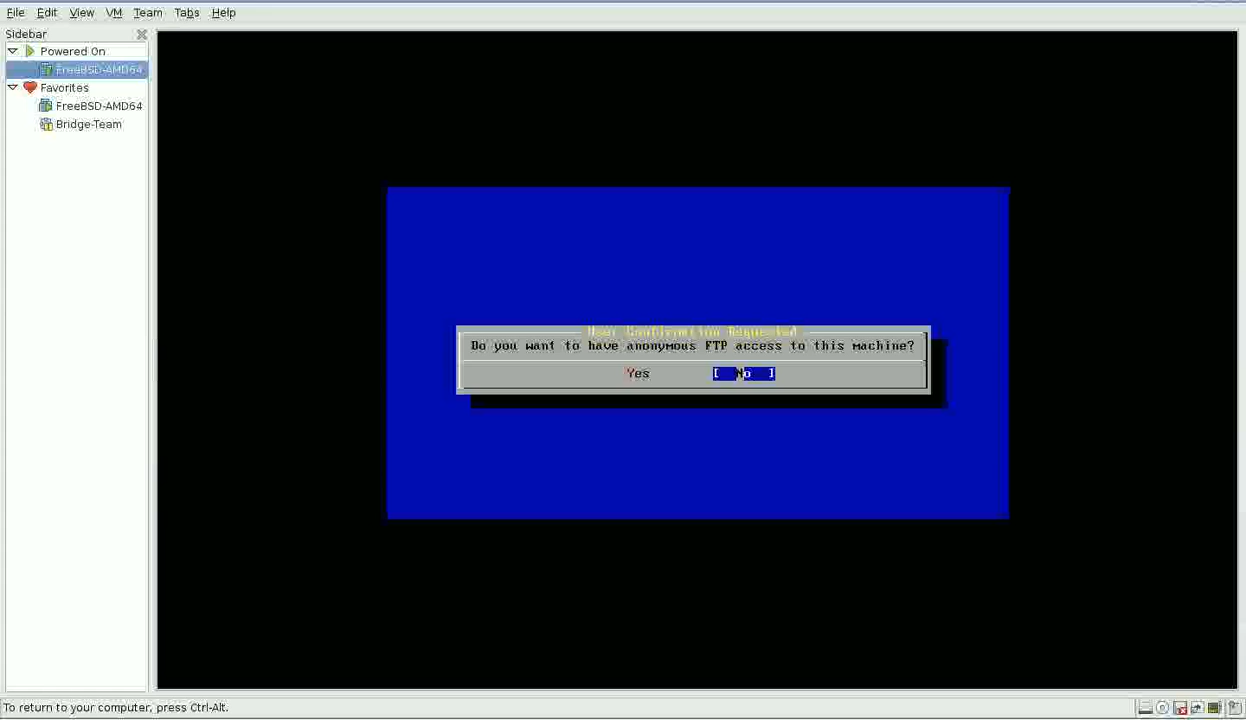 File Edit View VM Team Tabs Help
Sidebar
Powered On
FreeBSD-AMD64
Favorites
FreeBSD-AMD64
Bridge-Team
User Confirmation Requested
Do you want to have anonymous FTP access to this machine?
Yes [ No ]
To return to your computer, press Ctrl-Alt.